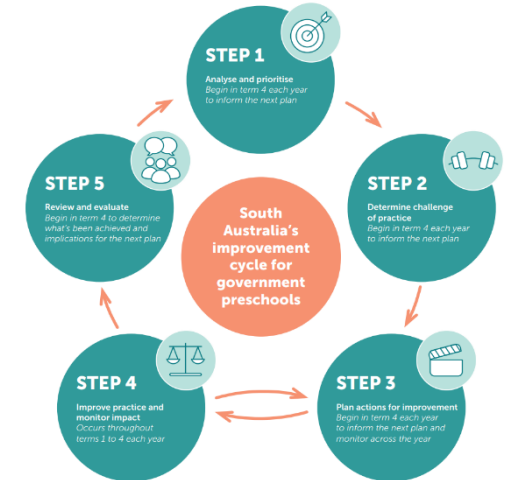 STEP 1
Analyse and prioritise
Begin in term 4 each year
to inform the next plan
STEP 2
Determine challenge
of practice
Begin in term 4 each year
to inform the next plan
STEP 3
Plan actions for improvement
Begin in term 4 each year
to inform the next plan and
monitor across the year
STEP 4
Improve practice and
monitor impact
Occurs throughout
terms 1 to 4 each year
STEP 5
Review and evaluate
Begin in term 4 to determine
what's been achieved and
implications for the next plan
South
Australia's
improvement
cycle for
government
preschools